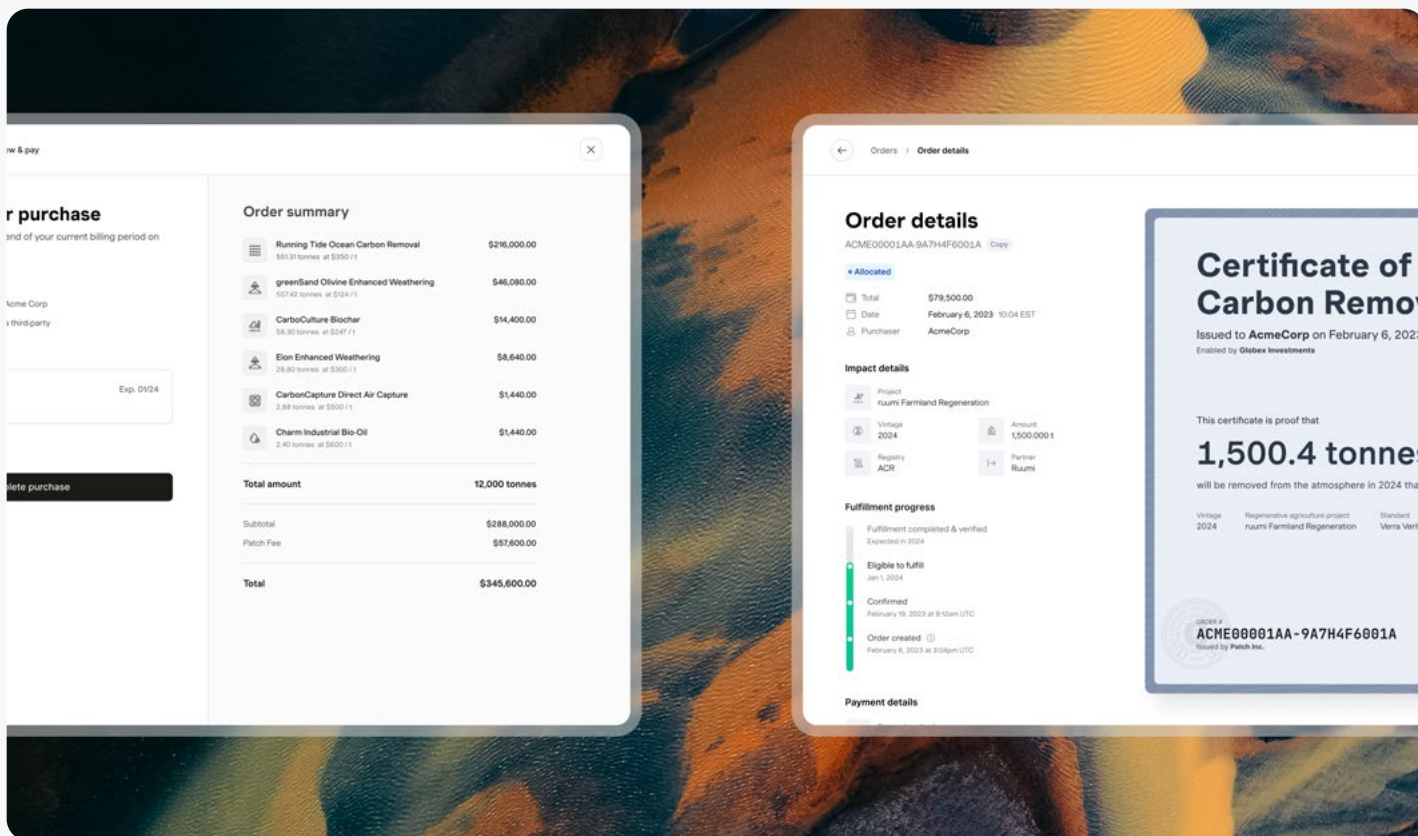 ew & pay
r purchase
end of your current billing period on
Acme Corp
a third-party
Exp. 01/24
plete purchase
Order summary
Running Tide Ocean Carbon Removal $216,000.00
551.31 tonnes at $350 / t
greenSand Olivine Enhanced Weathering $46,080.00
557.42 tonnes at $124 / t
CarboCulture Biochar $14,400.00
58.30 tonnes at $247 / t
Eion Enhanced Weathering $8,640.00
28.80 tonnes at $300 / t
CarbonCapture Direct Air Capture $1,440.00
2.88 tonnes at $500 / t
Charm Industrial Bio-Oil $1,440.00
2.40 tonnes at $600 / t
Total amount 12,000 tonnes
Subtotal $288,000.00
Patch Fee $57,600.00
Total $345,600.00
Orders > Order details
Order details
ACME00001AA-9A7H4F6001A Copy
Allocated
Total $79,500.00
Date February 6, 2023 10:04 EST
Purchaser AcmeCorp
Impact details
Project
ruumi Farmland Regeneration
Vintage Amount
2024 1,500.000 t
Registry Partner
ACR Ruumi
Fulfillment progress
Fulfillment completed & verified
Expected in 2024
Eligible to fulfill
Jan 1, 2024
Confirmed
February 19, 2023 at 9:12am UTC
Order created
February 6, 2023 at 3:04pm UTC
Payment details
Certificate of
Carbon Remov
Issued to AcmeCorp on February 6, 2023
Enabled by Globex Investments
This certificate is proof that
1,500.4 tonnes
will be removed from the atmosphere in 2024 tha
Vintage Regenerative agriculture project Standard
2024 ruumi Farmland Regeneration Verra Veri
ORDER #
ACME00001AA-9A7H4F6001A
Issued by Patch Inc.